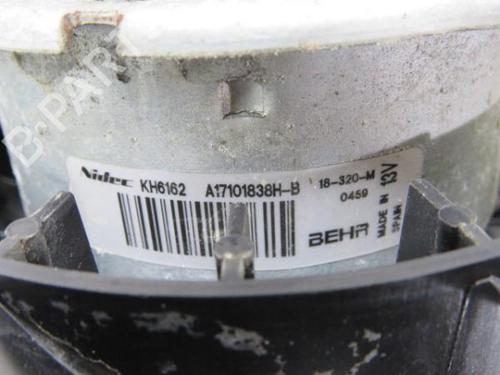 Nidec KH6162 A17101838H-B 18-320-M
0459
BEHR
MADE IN
SPAIN
13V
B-PARTS